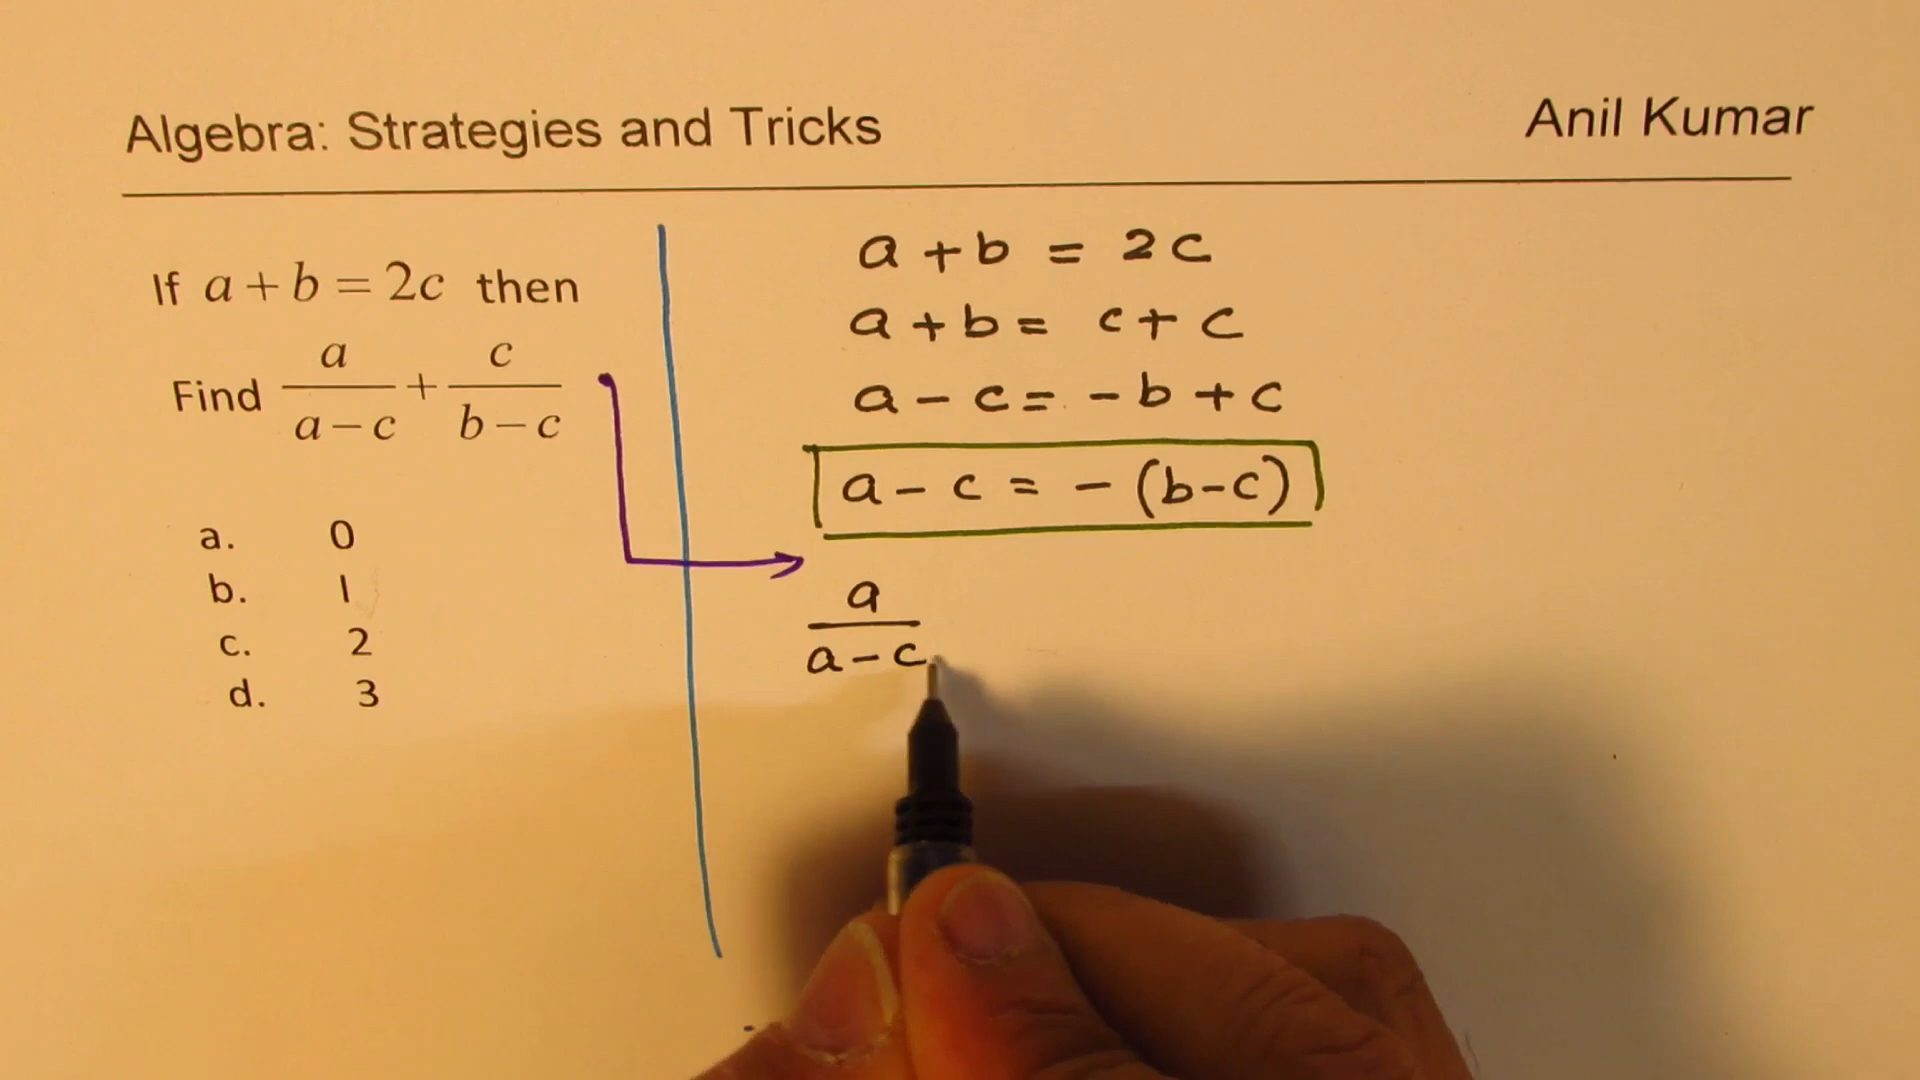 Algebra: Strategies and Tricks
Anil Kumar
If a + b = 2c then
Find a/(a − c) + c/(b − c)
a. 0
b. 1
c. 2
d. 3
a + b = 2c
a + b = c + c
a − c = − b + c
a − c = − (b − c)
a/(a − c)